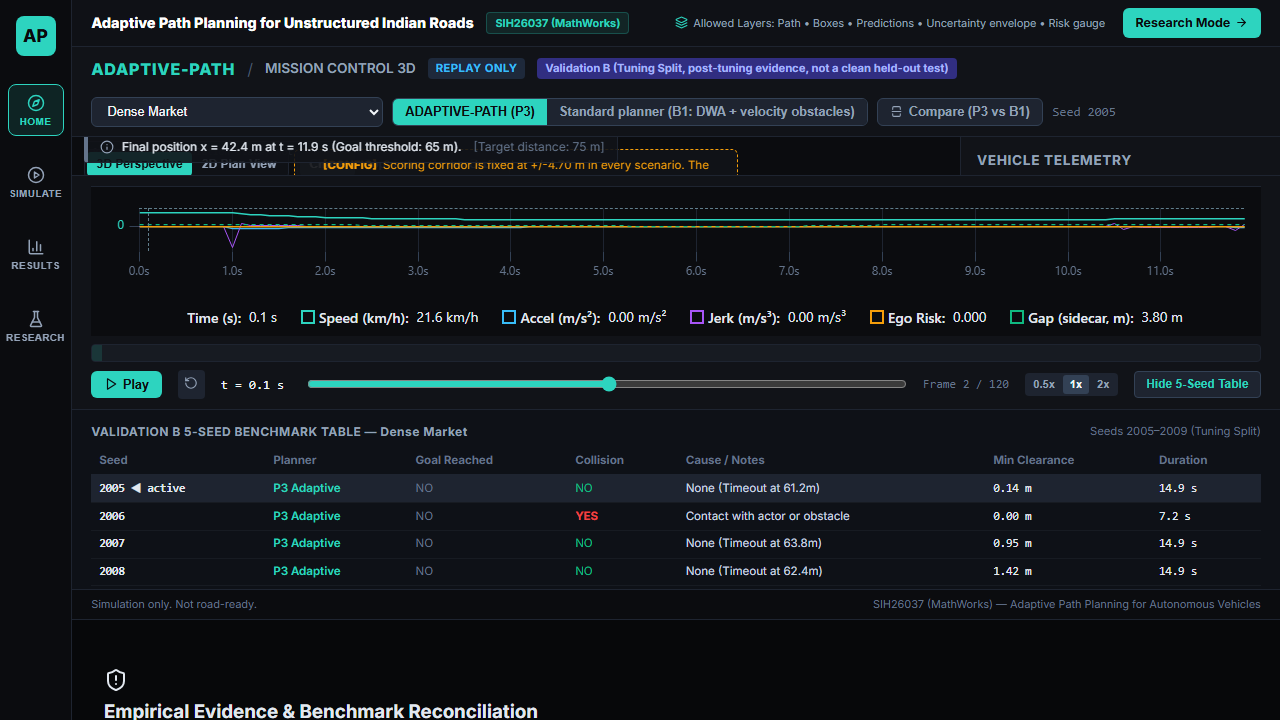 AP
Adaptive Path Planning for Unstructured Indian Roads
SIH26037 (MathWorks)
Allowed Layers: Path • Boxes • Predictions • Uncertainty envelope • Risk gauge
Research Mode →
ADAPTIVE-PATH / MISSION CONTROL 3D
REPLAY ONLY
Validation B (Tuning Split, post-tuning evidence, not a clean held-out test)
HOME
SIMULATE
RESULTS
RESEARCH
Dense Market
ADAPTIVE-PATH (P3)
Standard planner (B1: DWA + velocity obstacles)
Compare (P3 vs B1)
Seed 2005
Final position x = 42.4 m at t = 11.9 s (Goal threshold: 65 m). [Target distance: 75 m]
3D Perspective
2D Plan View
[CONFIG] Scoring corridor is fixed at +/-4.70 m in every scenario. The
VEHICLE TELEMETRY
0
0.0s 1.0s 2.0s 3.0s 4.0s 5.0s 6.0s 7.0s 8.0s 9.0s 10.0s 11.0s
Time (s): 0.1 s Speed (km/h): 21.6 km/h Accel (m/s²): 0.00 m/s² Jerk (m/s³): 0.00 m/s³ Ego Risk: 0.000 Gap (sidecar, m): 3.80 m
Play
t = 0.1 s
Frame 2 / 120
0.5x 1x 2x
Hide 5-Seed Table
VALIDATION B 5-SEED BENCHMARK TABLE — Dense Market
Seeds 2005–2009 (Tuning Split)
Seed Planner Goal Reached Collision Cause / Notes Min Clearance Duration
2005 ◀ active P3 Adaptive NO NO None (Timeout at 61.2m) 0.14 m 14.9 s
2006 P3 Adaptive NO YES Contact with actor or obstacle 0.00 m 7.2 s
2007 P3 Adaptive NO NO None (Timeout at 63.8m) 0.95 m 14.9 s
2008 P3 Adaptive NO NO None (Timeout at 62.4m) 1.42 m 14.9 s
Simulation only. Not road-ready.
SIH26037 (MathWorks) — Adaptive Path Planning for Autonomous Vehicles
Empirical Evidence & Benchmark Reconciliation